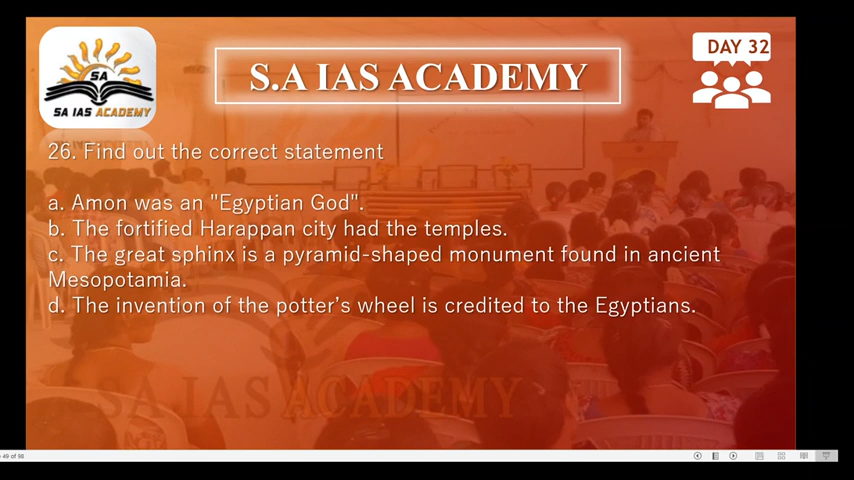 SA
SA IAS ACADEMY
S.A IAS ACADEMY
DAY 32
26. Find out the correct statement
a. Amon was an "Egyptian God".
b. The fortified Harappan city had the temples.
c. The great sphinx is a pyramid-shaped monument found in ancient
Mesopotamia.
d. The invention of the potter's wheel is credited to the Egyptians.
SA IAS ACADEMY
49 of 98